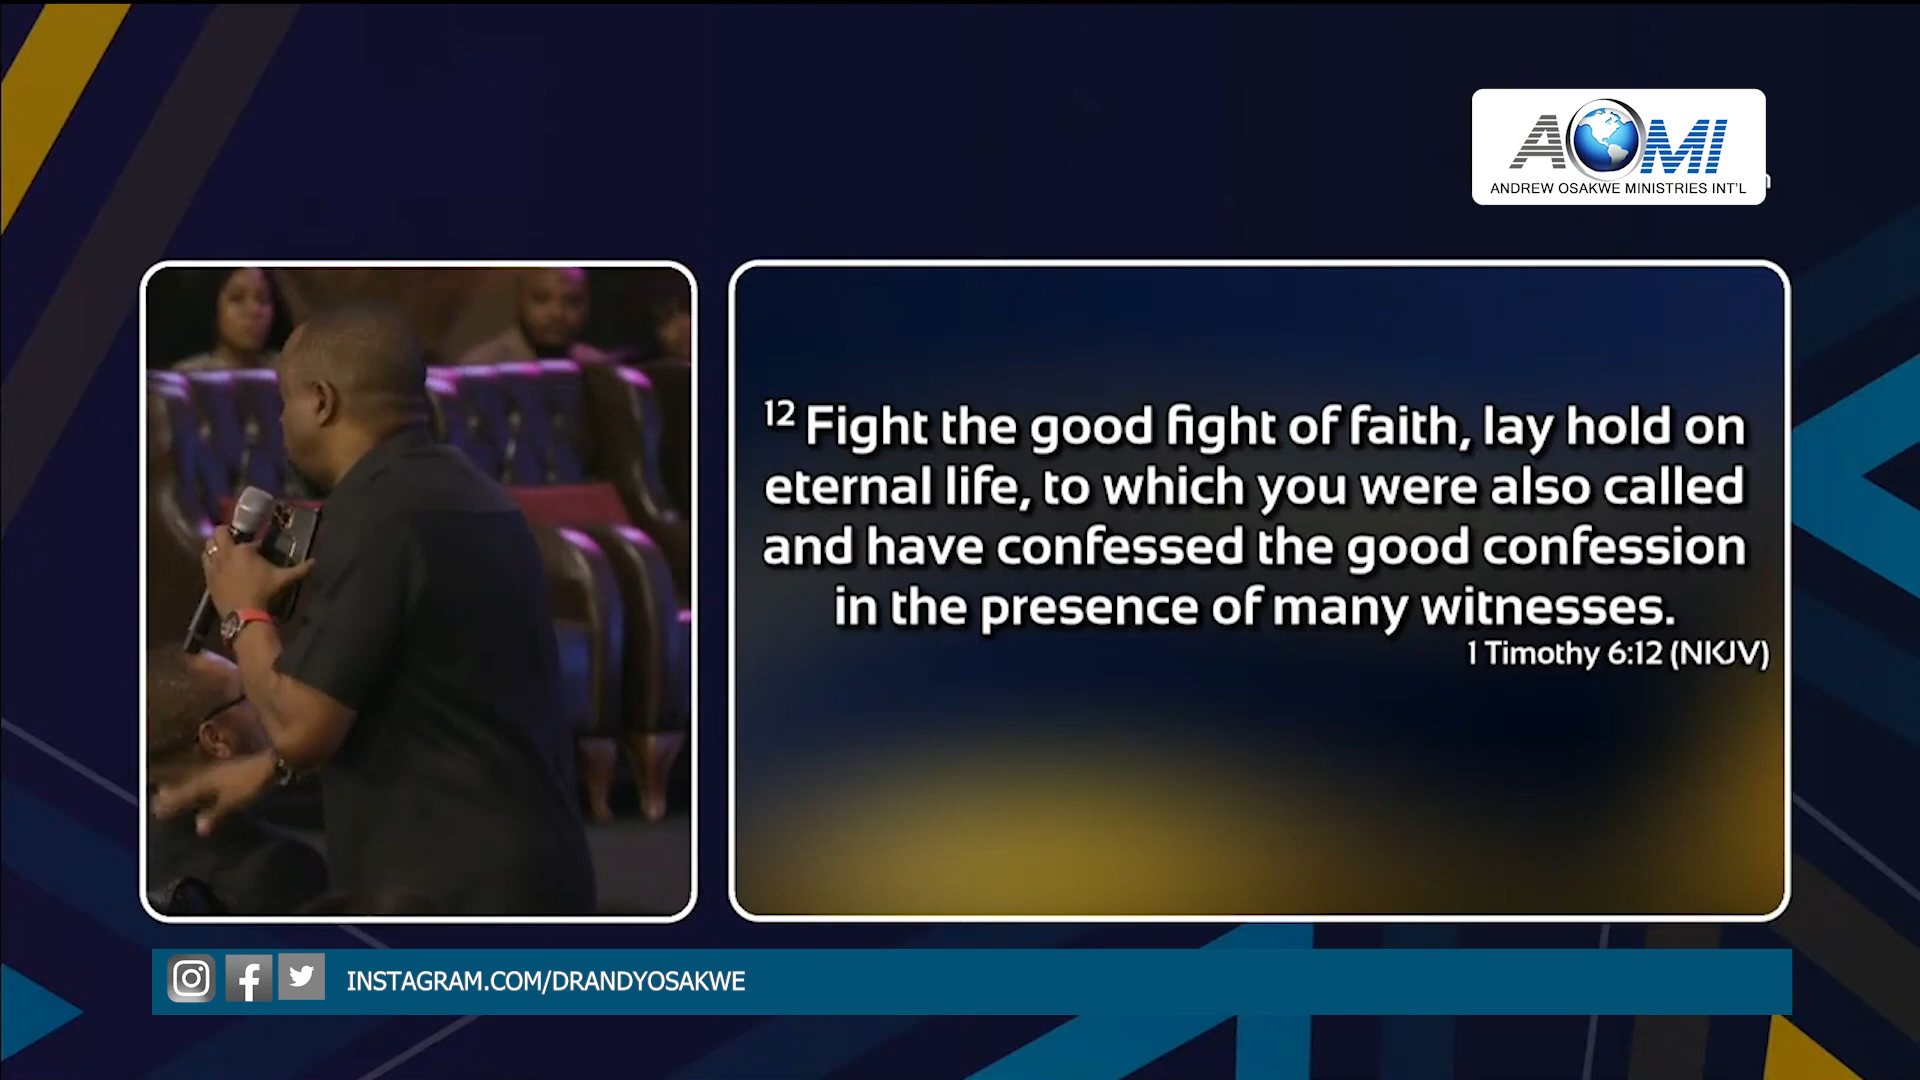 AOMI
ANDREW OSAKWE MINISTRIES INT'L
12 Fight the good fight of faith, lay hold on
eternal life, to which you were also called
and have confessed the good confession
in the presence of many witnesses.
1 Timothy 6:12 (NKJV)
INSTAGRAM.COM/DRANDYOSAKWE